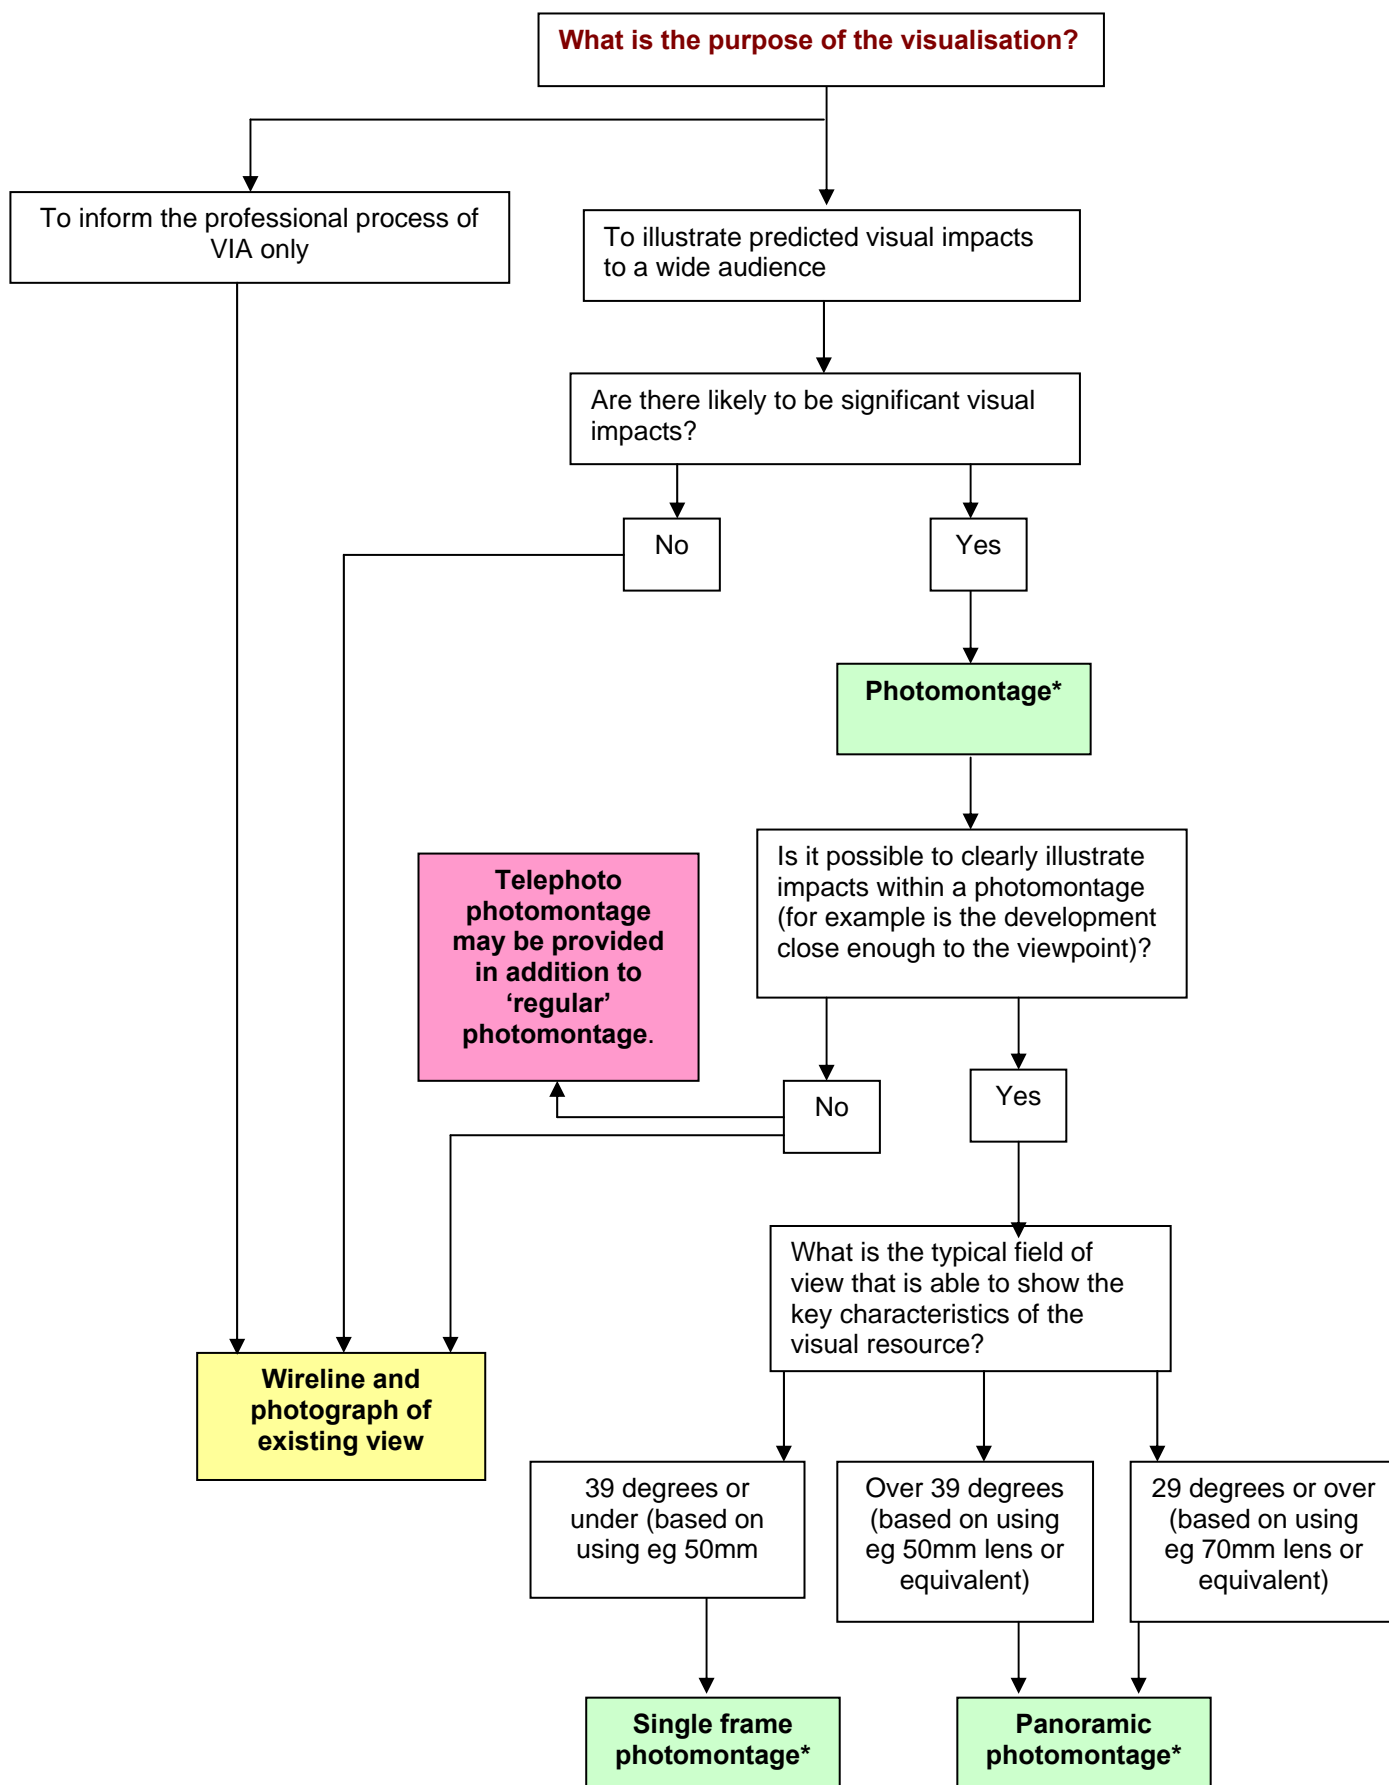 What is the purpose of the visualisation?
To inform the professional process of
VIA only
To illustrate predicted visual impacts
to a wide audience
Are there likely to be significant visual
impacts?
No
Yes
Photomontage*
Is it possible to clearly illustrate
impacts within a photomontage
(for example is the development
close enough to the viewpoint)?
Telephoto
photomontage
may be provided
in addition to
‘regular’
photomontage.
No
Yes
What is the typical field of
view that is able to show the
key characteristics of the
visual resource?
Wireline and
photograph of
existing view
39 degrees or
under (based on
using eg 50mm
Over 39 degrees
(based on using
eg 50mm lens or
equivalent)
29 degrees or over
(based on using
eg 70mm lens or
equivalent)
Single frame
photomontage*
Panoramic
photomontage*